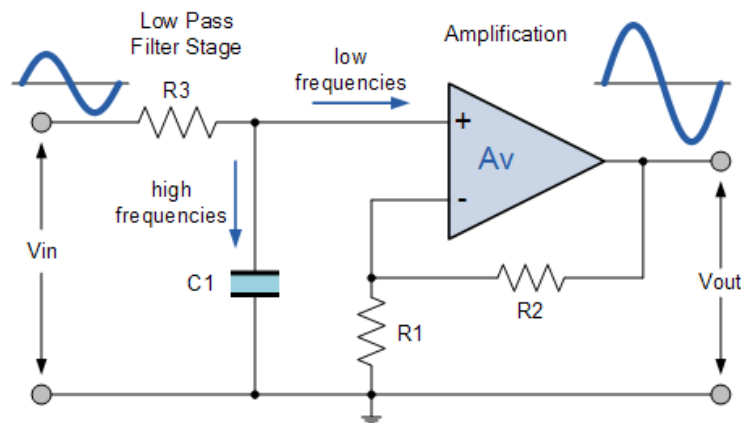 Low Pass
Filter Stage
Amplification
low
frequencies
R3
+
Av
-
high
frequencies
Vin
C1
R1
R2
Vout